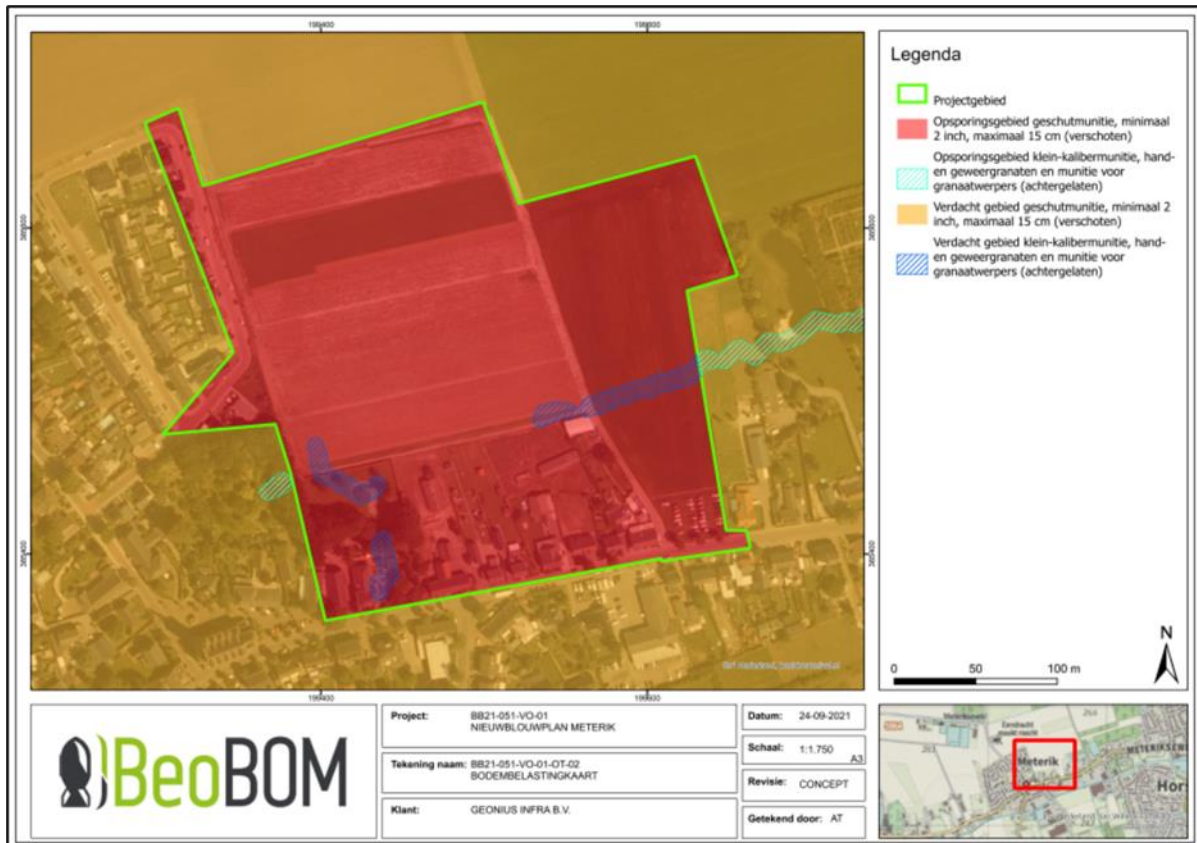 199400
Legenda
Projectgebied
Opsporingsgebied geschutmunitie, minimaal
2 inch, maximaal 15 cm (verschoten)
Opsporingsgebied klein-kalibermunitie, hand-
en geweergranaten en munitie voor
granaatwerpers (achtergelaten)
Verdacht gebied geschutmunitie, minimaal 2
inch, maximaal 15 cm (verschoten)
Verdacht gebied klein-kalibermunitie, hand-
en geweergranaten en munitie voor
granaatwerpers (achtergelaten)
N
0 50 100 m
199400
BeoBOM
Project: BB21-051-VO-01
NIEUWBLOUWPLAN METERIK
Tekening naam: BB21-051-VO-01-OT-02
BODEMBELASTINGKAART
Klant: GEONIUS INFRA B.V.
Datum: 24-09-2021
Schaal: 1:1.750
A3
Revisie: CONCEPT
Getekend door: AT
Meterik
Hors